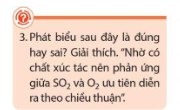 3. Phát biểu sau đây là đúng
hay sai? Giải thích. "Nhờ có
chất xúc tác nên phản ứng
giữa SO₂ và O₂ ưu tiên diễn
ra theo chiều thuận".